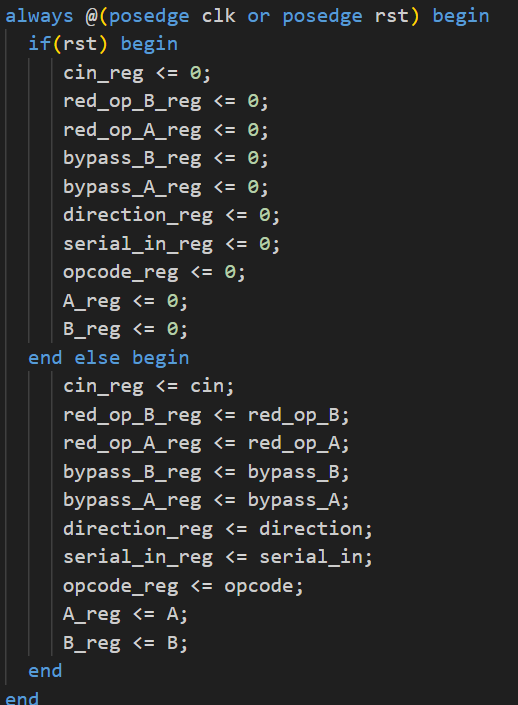 always @(posedge clk or posedge rst) begin
if(rst) begin
cin_reg <= 0;
red_op_B_reg <= 0;
red_op_A_reg <= 0;
bypass_B_reg <= 0;
bypass_A_reg <= 0;
direction_reg <= 0;
serial_in_reg <= 0;
opcode_reg <= 0;
A_reg <= 0;
B_reg <= 0;
end else begin
cin_reg <= cin;
red_op_B_reg <= red_op_B;
red_op_A_reg <= red_op_A;
bypass_B_reg <= bypass_B;
bypass_A_reg <= bypass_A;
direction_reg <= direction;
serial_in_reg <= serial_in;
opcode_reg <= opcode;
A_reg <= A;
B_reg <= B;
end
end